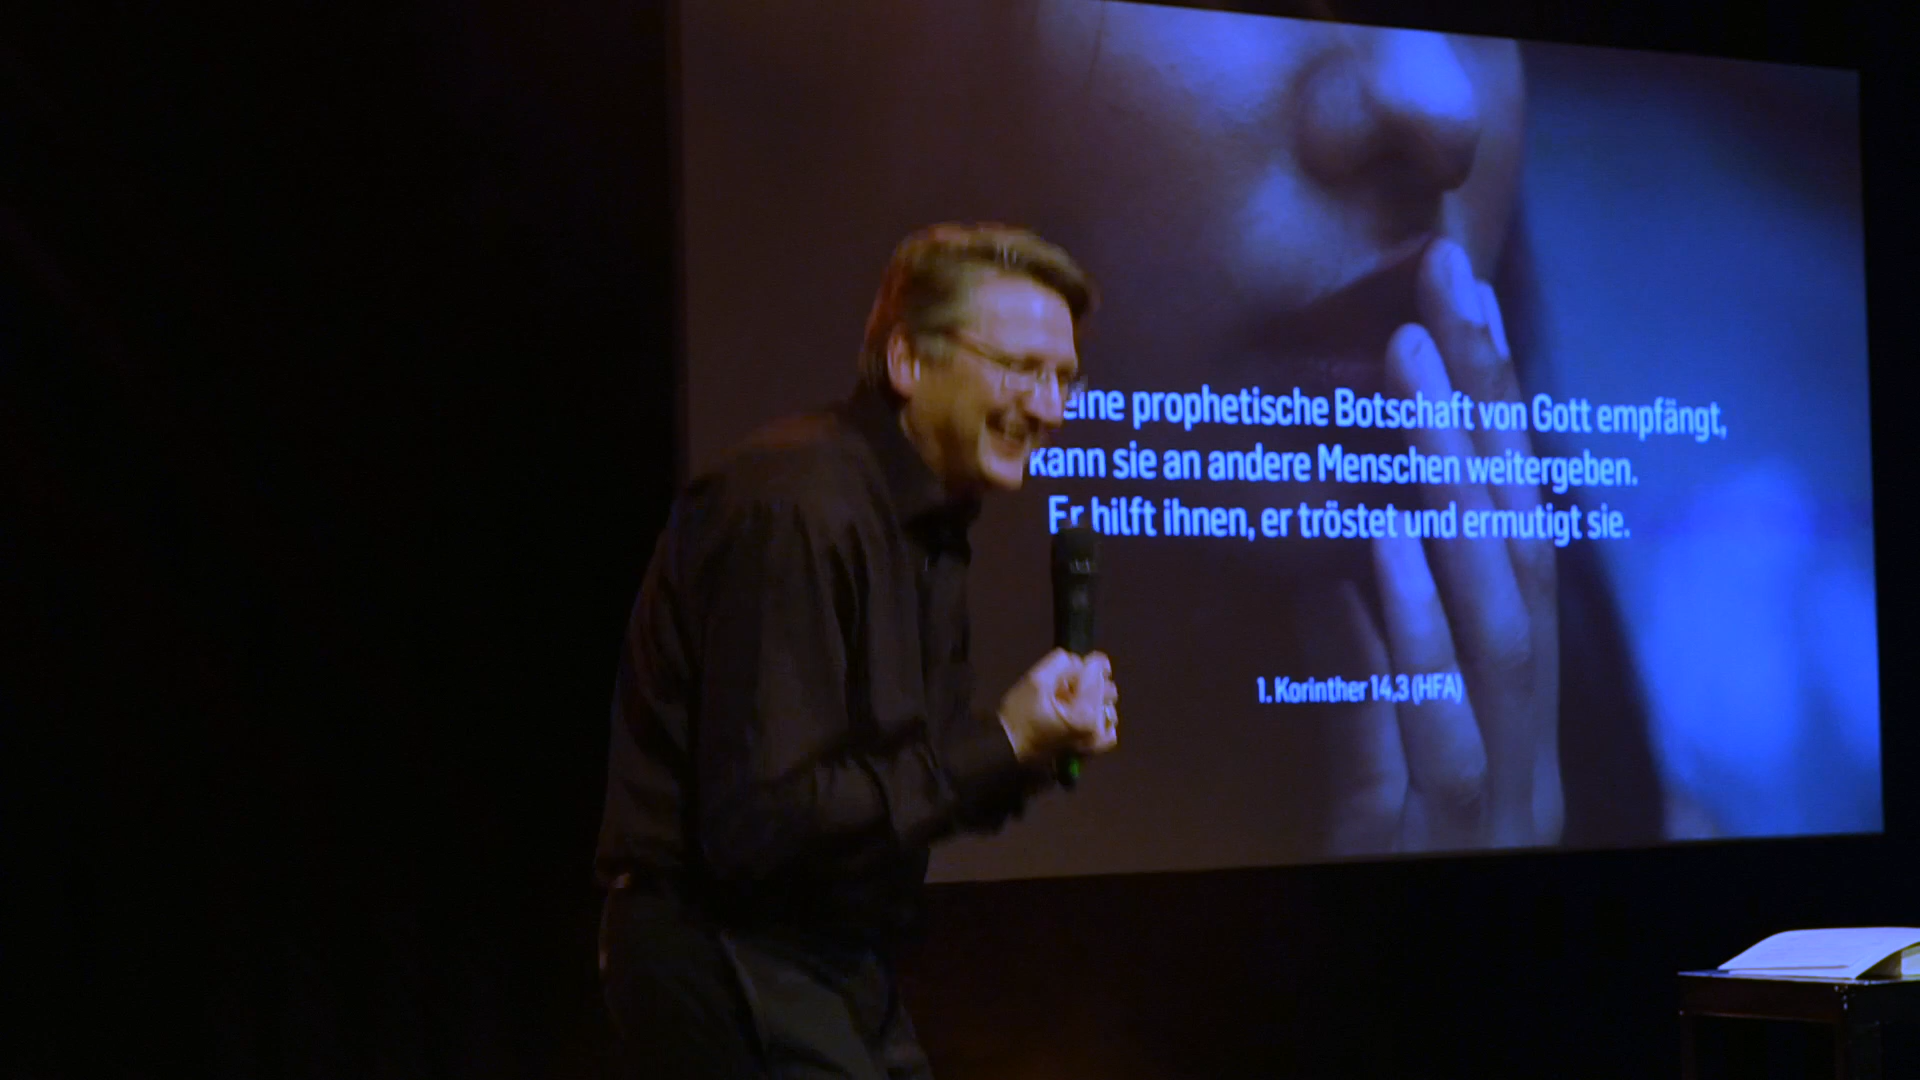 eine prophetische Botschaft von Gott empfängt,
kann sie an andere Menschen weitergeben.
Er hilft ihnen, er tröstet und ermutigt sie.
1. Korinther 14,3 (HFA)